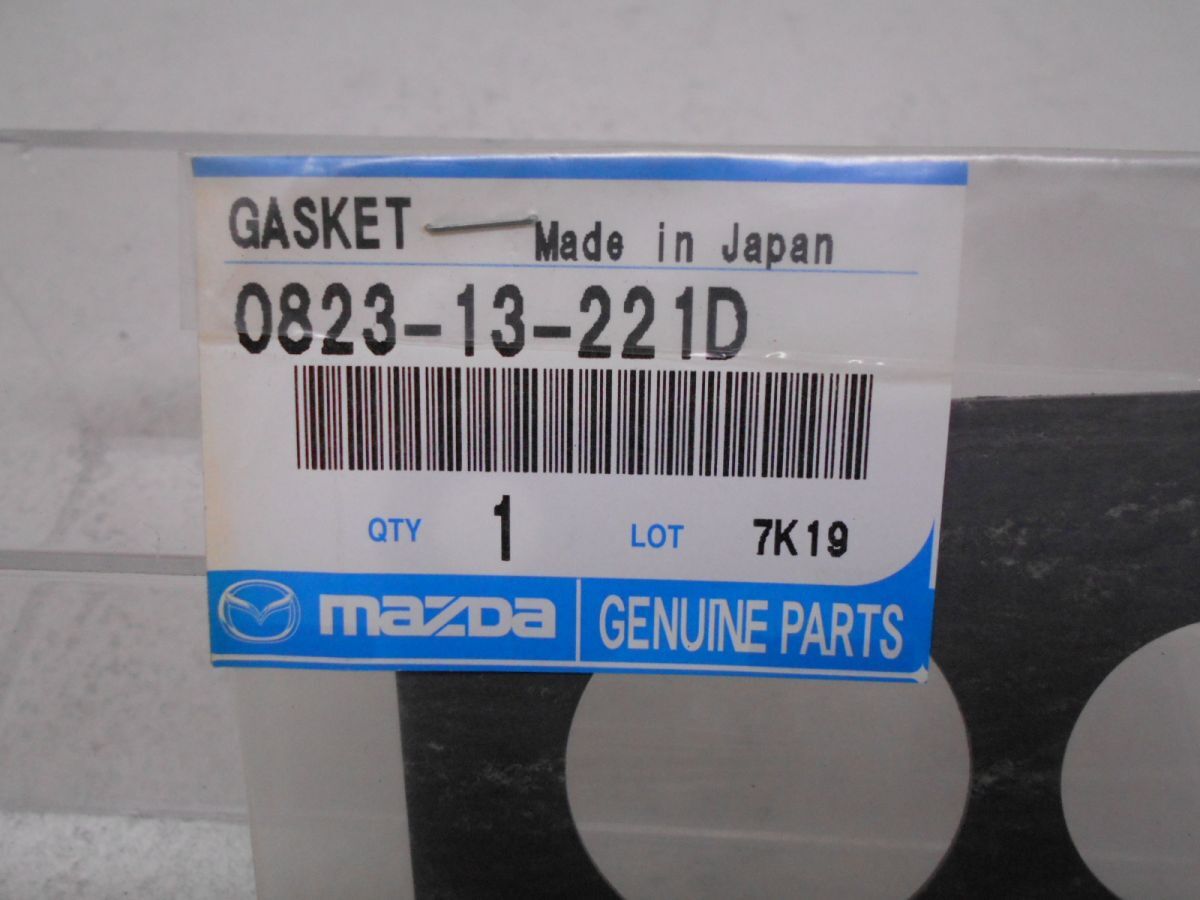 GASKET Made in Japan
0823-13-221D
QTY 1 LOT 7K19
mazda GENUINE PARTS